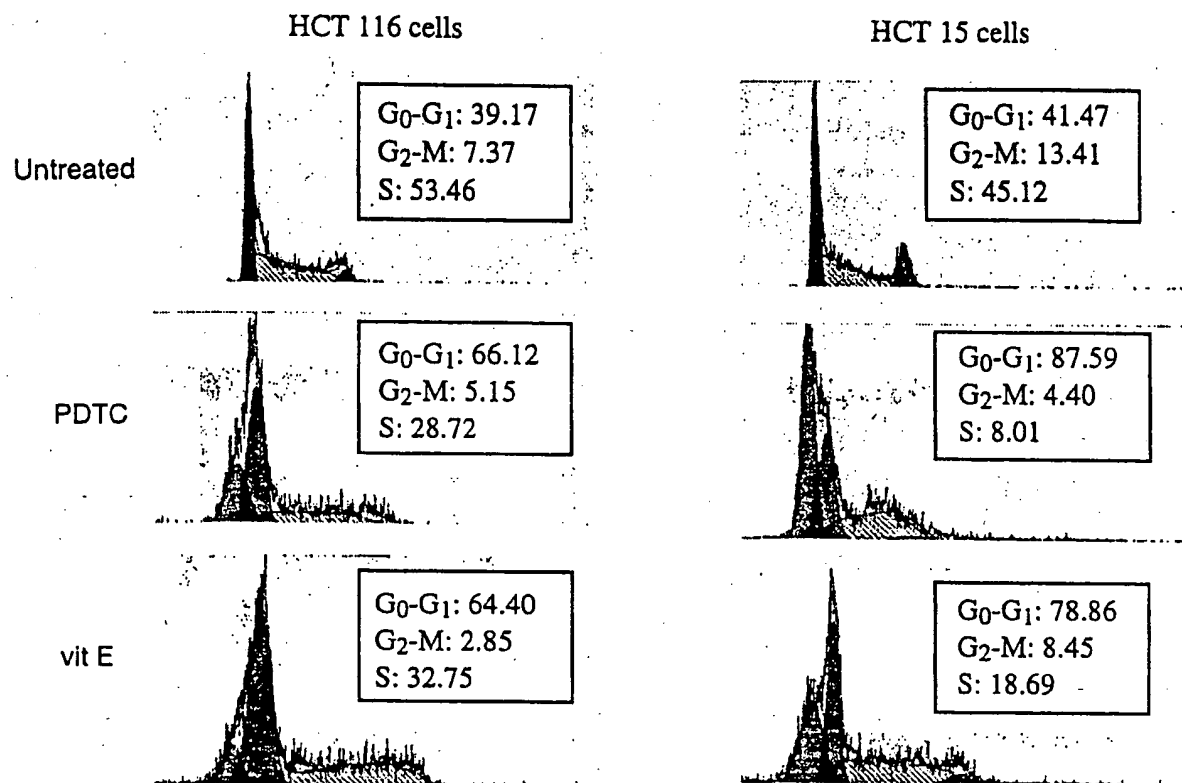 HCT 116 cells
HCT 15 cells
Untreated
G0-G1: 39.17
G2-M: 7.37
S: 53.46
G0-G1: 41.47
G2-M: 13.41
S: 45.12
PDTC
G0-G1: 66.12
G2-M: 5.15
S: 28.72
G0-G1: 87.59
G2-M: 4.40
S: 8.01
vit E
G0-G1: 64.40
G2-M: 2.85
S: 32.75
G0-G1: 78.86
G2-M: 8.45
S: 18.69